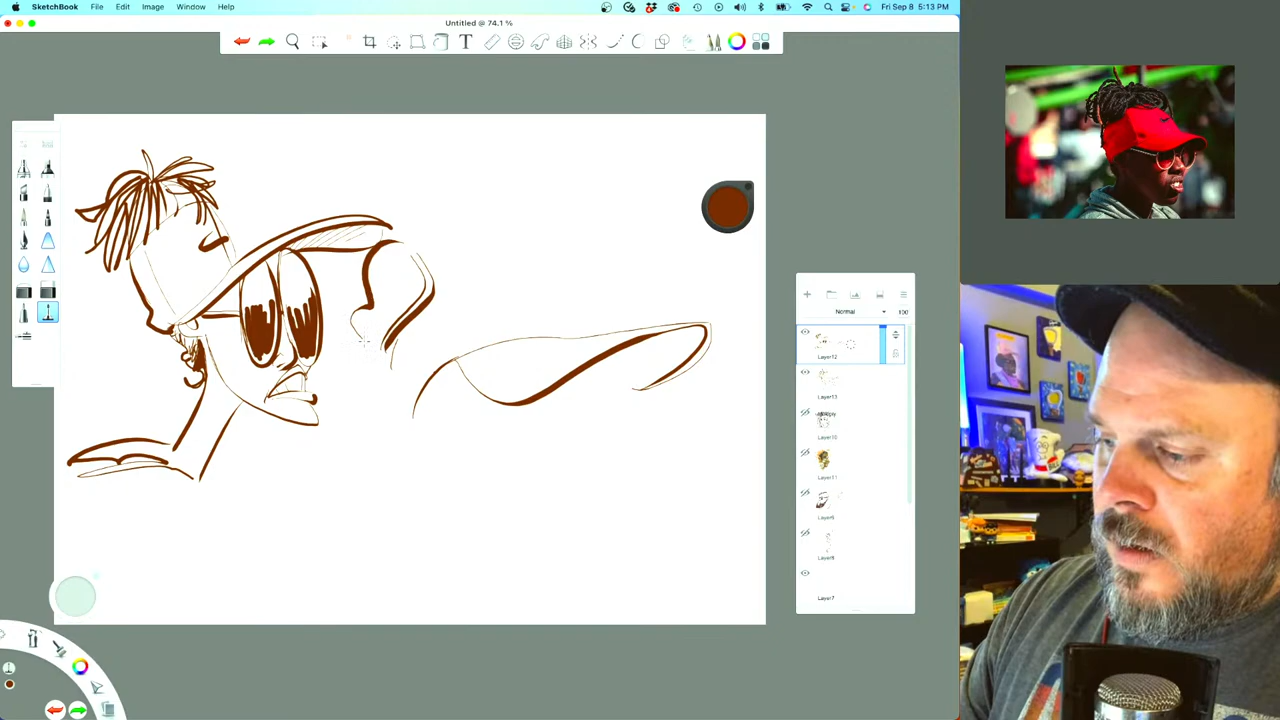 SketchBook File Edit Image Window Help Fri Sep 8 5:13 PM
Untitled @ 74.1 %
T
Normal 100
Layer12
Layer13
Layer10
Layer11
Layer7